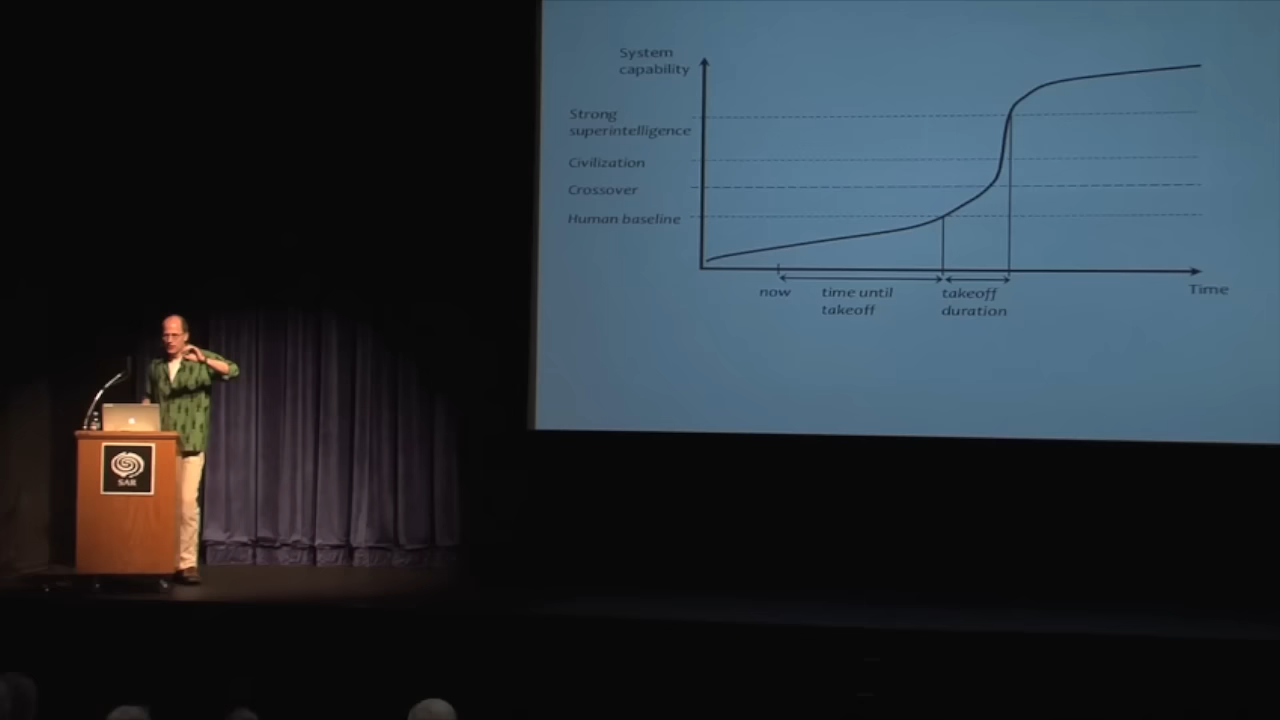 System
capability
Strong
superintelligence
Civilization
Crossover
Human baseline
now
time until
takeoff
takeoff
duration
Time
SAR